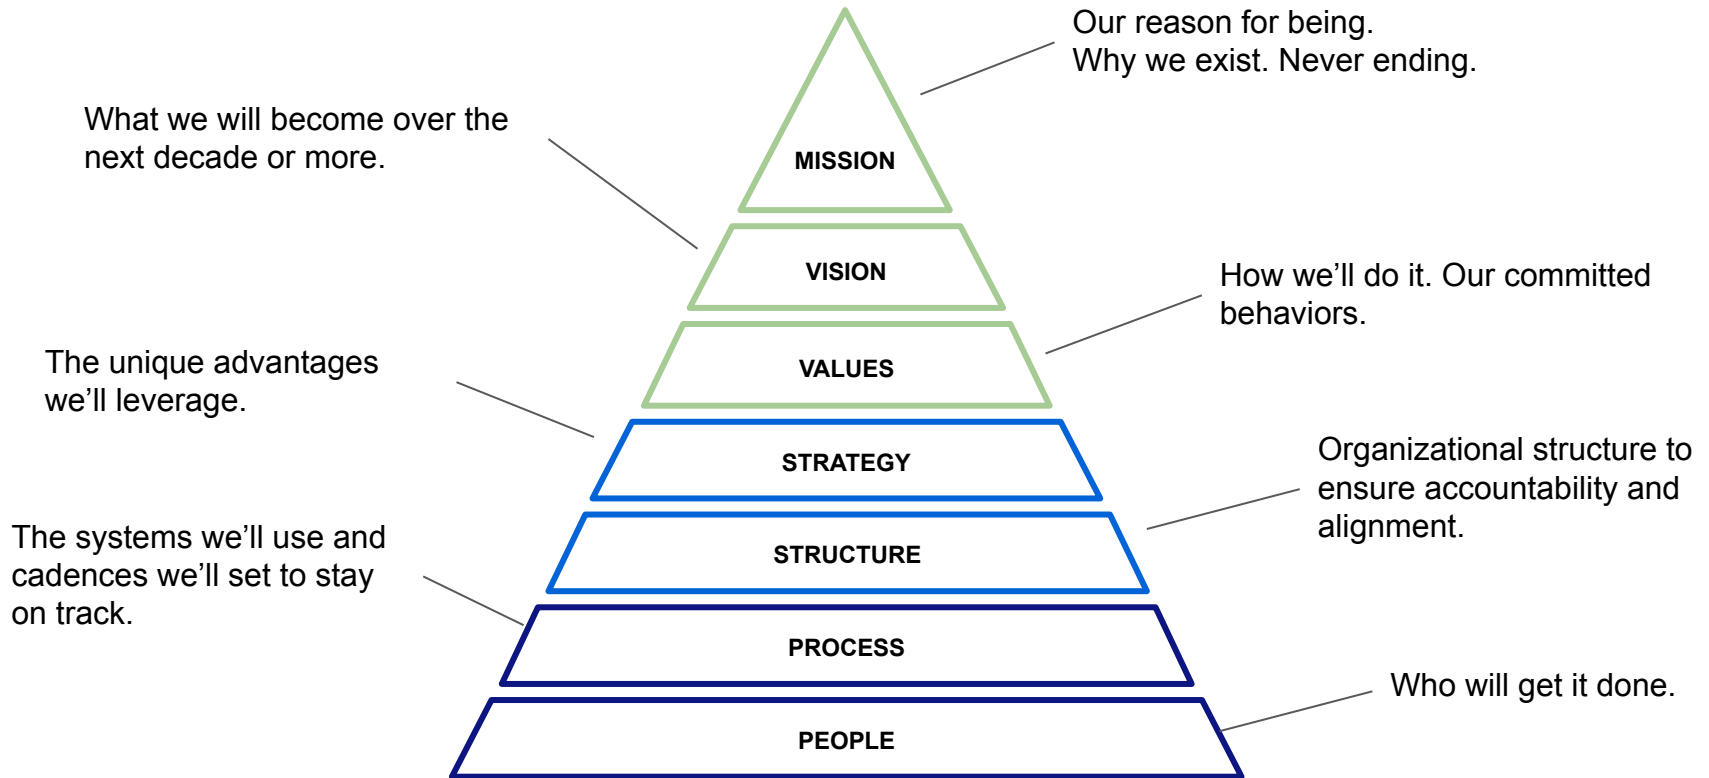 Our reason for being.
Why we exist. Never ending.
What we will become over the
next decade or more.
MISSION
VISION
How we’ll do it. Our committed
behaviors.
The unique advantages
we’ll leverage.
VALUES
STRATEGY
Organizational structure to
ensure accountability and
alignment.
The systems we’ll use and
cadences we’ll set to stay
on track.
STRUCTURE
PROCESS
Who will get it done.
PEOPLE